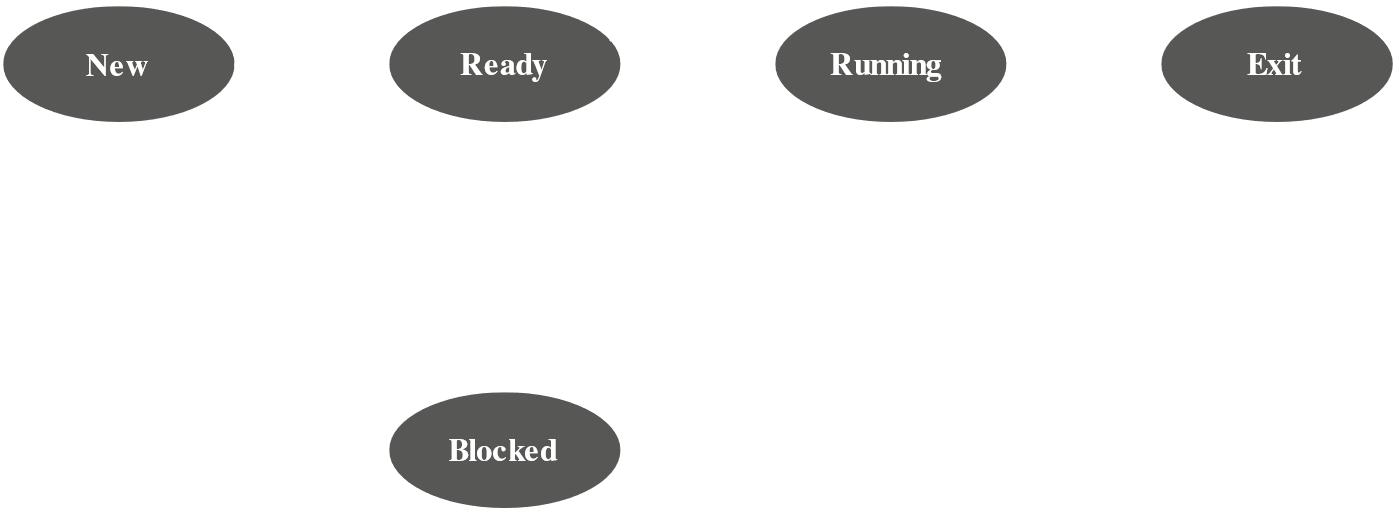 New
Ready
Running
Exit
Blocked